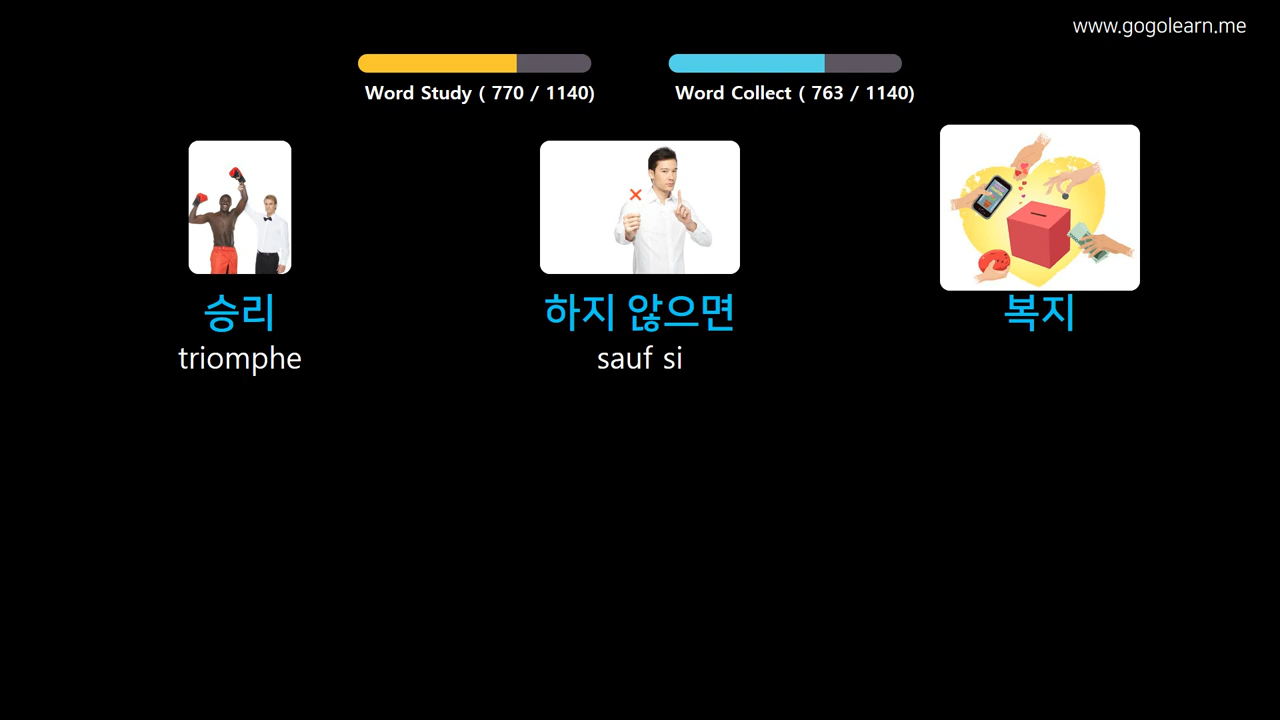 www.gogolearn.me
Word Study ( 770 / 1140)
Word Collect ( 763 / 1140)
승리
하지 않으면
복지
triomphe
sauf si